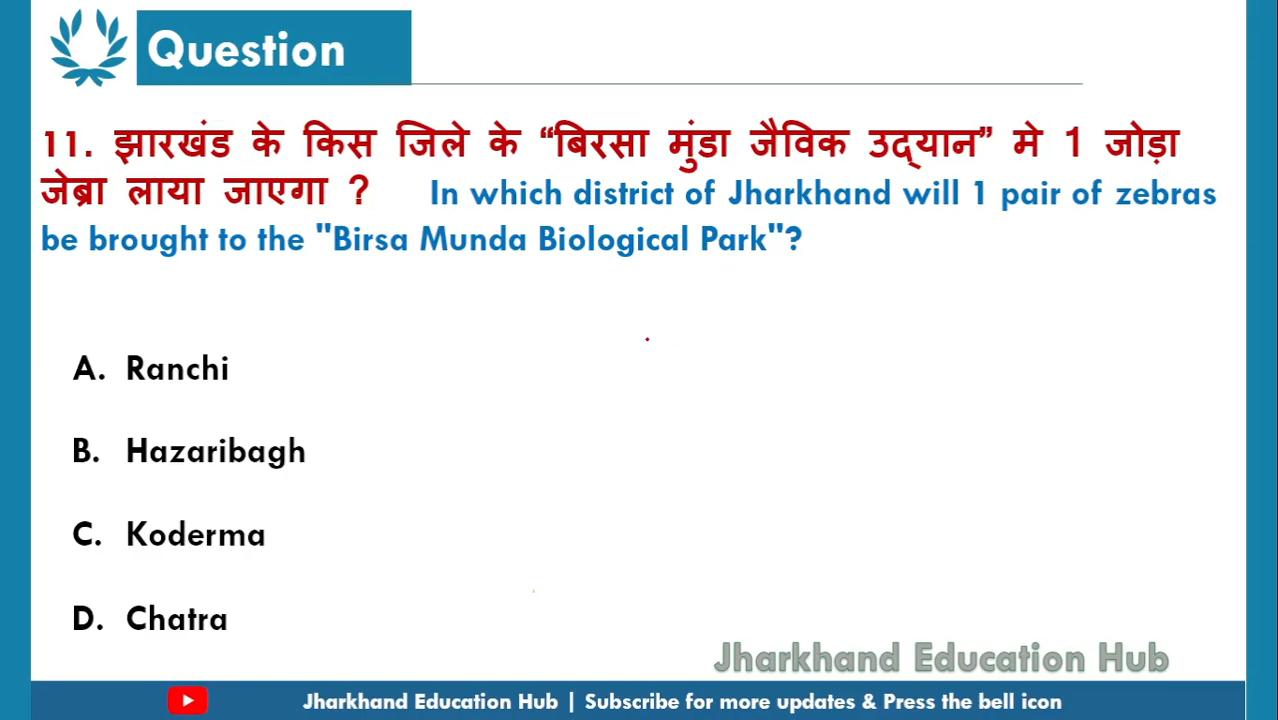 Question
11. झारखंड के किस जिले के “बिरसा मुंडा जैविक उद्यान” मे 1 जोड़ा
जेब्रा लाया जाएगा ? In which district of Jharkhand will 1 pair of zebras
be brought to the "Birsa Munda Biological Park"?
A. Ranchi
B. Hazaribagh
C. Koderma
D. Chatra
Jharkhand Education Hub
Jharkhand Education Hub | Subscribe for more updates & Press the bell icon